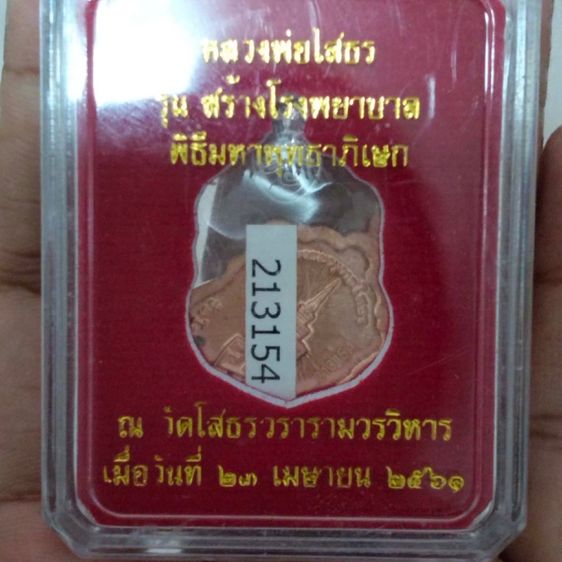 หลวงพ่อโสธร
รุ่น สร้างโรงพยาบาล
พิธีมหาพุทธาภิเษก
213154
ณ วัดโสธรวรารามวรวิหาร
เมื่อวันที่ ๒๓ เมษายน ๒๕๖๑